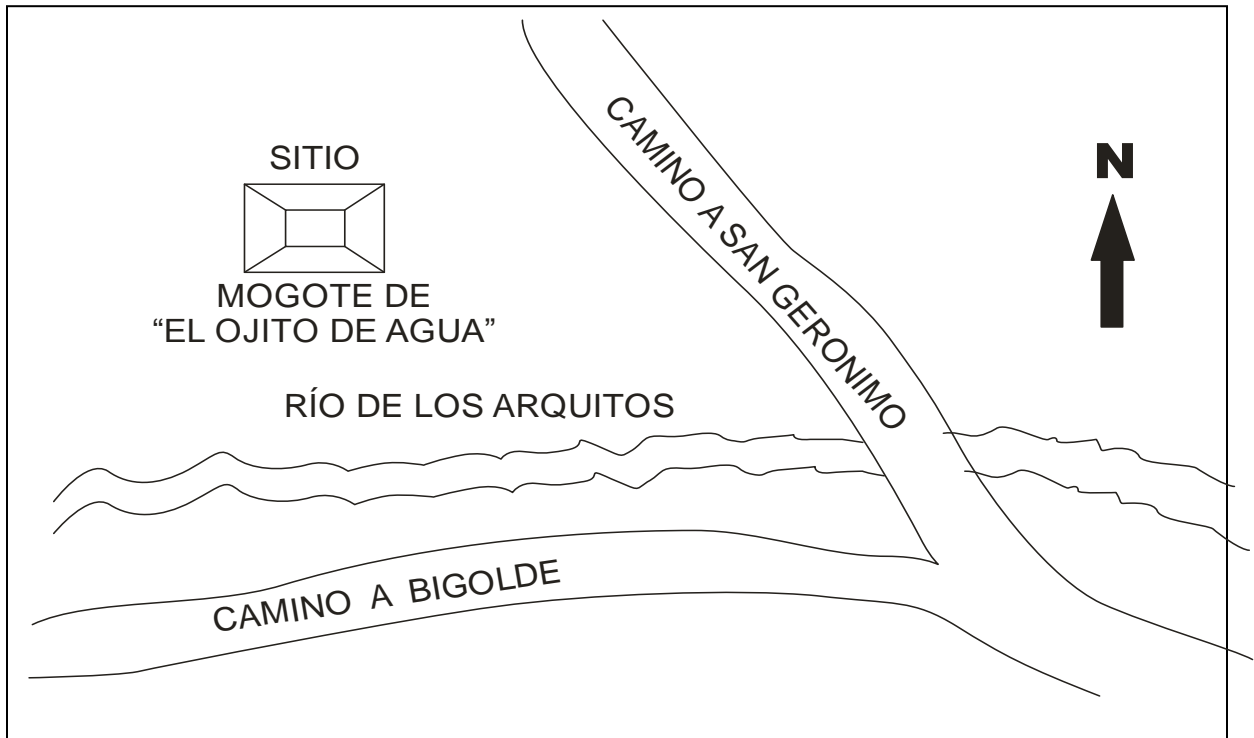 SITIO
MOGOTE DE
“EL OJITO DE AGUA”
CAMINO A SAN GERONIMO
N
RÍO DE LOS ARQUITOS
CAMINO A BIGOLDE